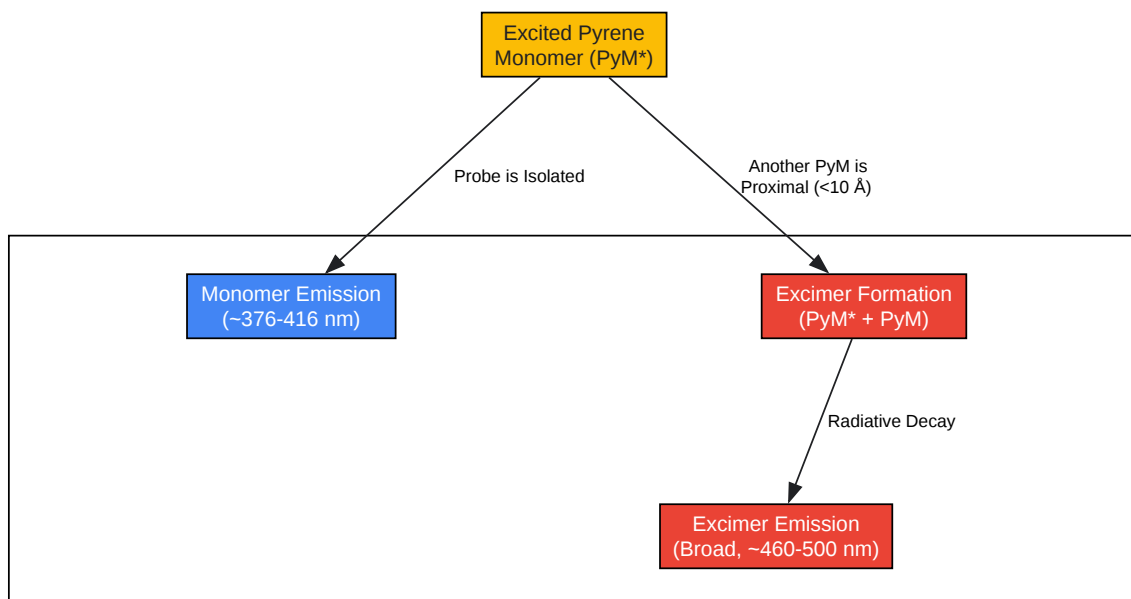 Excited Pyrene
Monomer (PyM*)
Probe is Isolated
Another PyM is
Proximal (<10 Å)
Monomer Emission
(~376-416 nm)
Excimer Formation
(PyM* + PyM)
Radiative Decay
Excimer Emission
(Broad, ~460-500 nm)